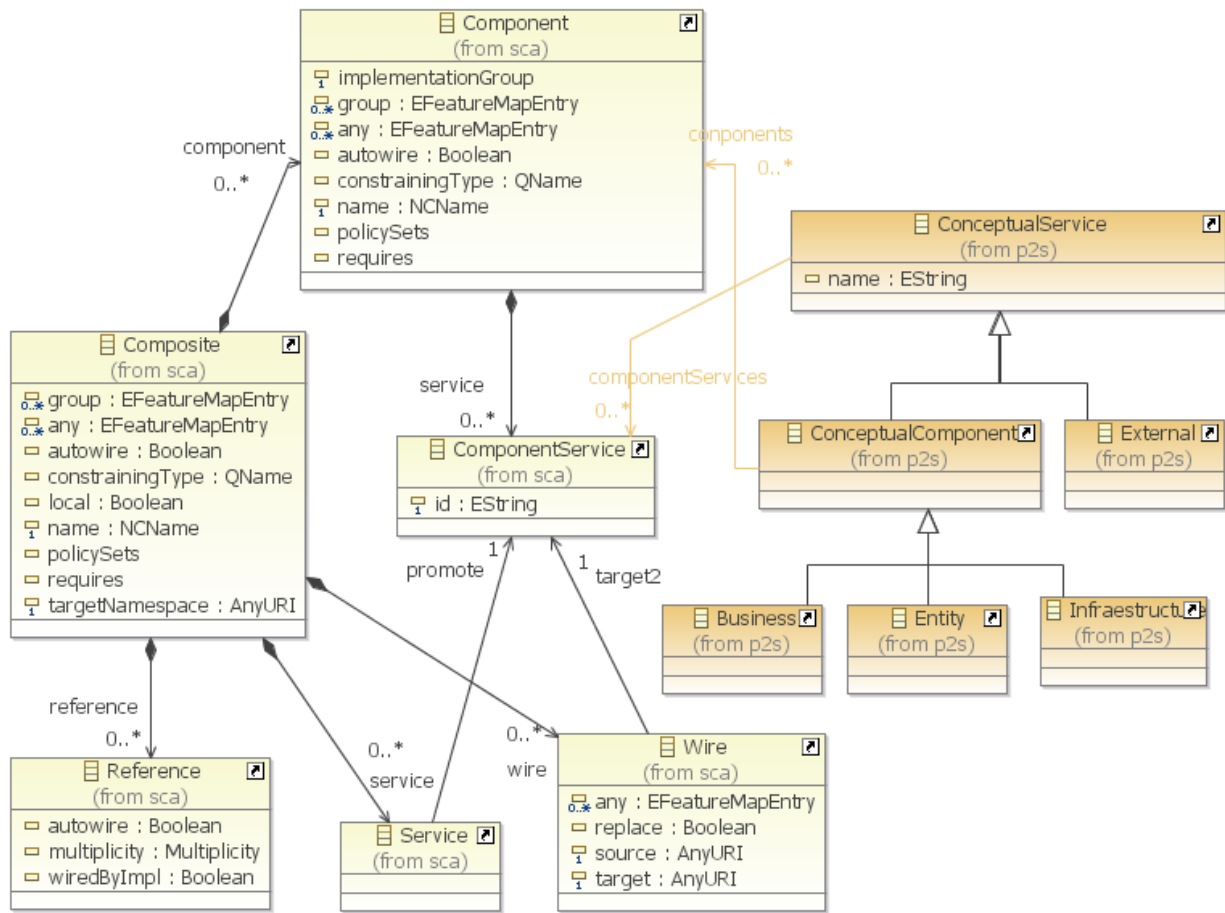 Component
(from sca)
implementationGroup
group : EFeatureMapEntry
any : EFeatureMapEntry
autowire : Boolean
constrainingType : QName
name : NCName
policySets
requires
component
0..*
conponents
0..*
ConceptualService
(from p2s)
name : EString
Composite
(from sca)
group : EFeatureMapEntry
any : EFeatureMapEntry
autowire : Boolean
constrainingType : QName
local : Boolean
name : NCName
policySets
requires
targetNamespace : AnyURI
service
0..*
componentServices
0..*
ComponentService
(from sca)
id : EString
ConceptualComponent
(from p2s)
External
(from p2s)
1
promote
1
target2
Business
(from p2s)
Entity
(from p2s)
Infraestructure
(from p2s)
reference
0..*
0..*
service
0..*
wire
Reference
(from sca)
autowire : Boolean
multiplicity : Multiplicity
wiredByImpl : Boolean
Service
(from sca)
Wire
(from sca)
any : EFeatureMapEntry
replace : Boolean
source : AnyURI
target : AnyURI